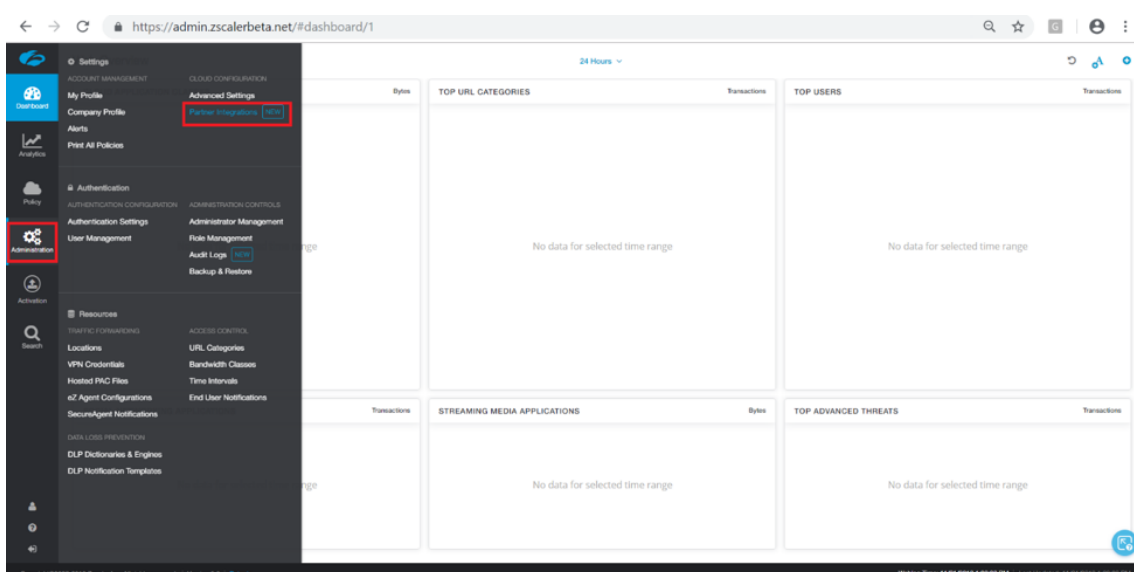 https://admin.zscalerbeta.net/#dashboard/1
G
Settings
ACCOUNT MANAGEMENT
My Profile
Company Profile
Alerts
Print All Policies
CLOUD CONFIGURATION
Advanced Settings
Partner Integrations NEW
Authentication
AUTHENTICATION CONFIGURATION
Authentication Settings
User Management
ADMINISTRATION CONTROLS
Administrator Management
Role Management
Audit Logs NEW
Backup & Restore
Resources
TRAFFIC FORWARDING
Locations
VPN Credentials
Hosted PAC Files
eZ Agent Configurations
SecureAgent Notifications
ACCESS CONTROL
URL Categories
Bandwidth Classes
Time Intervals
End User Notifications
DATA LOSS PREVENTION
DLP Dictionaries & Engines
DLP Notification Templates
Dashboard
Analytics
Policy
Administration
Activation
Search
24 Hours
Bytes
TOP URL CATEGORIES Transactions
No data for selected time range
TOP USERS Transactions
No data for selected time range
Transactions
STREAMING MEDIA APPLICATIONS Bytes
No data for selected time range
TOP ADVANCED THREATS Transactions
No data for selected time range